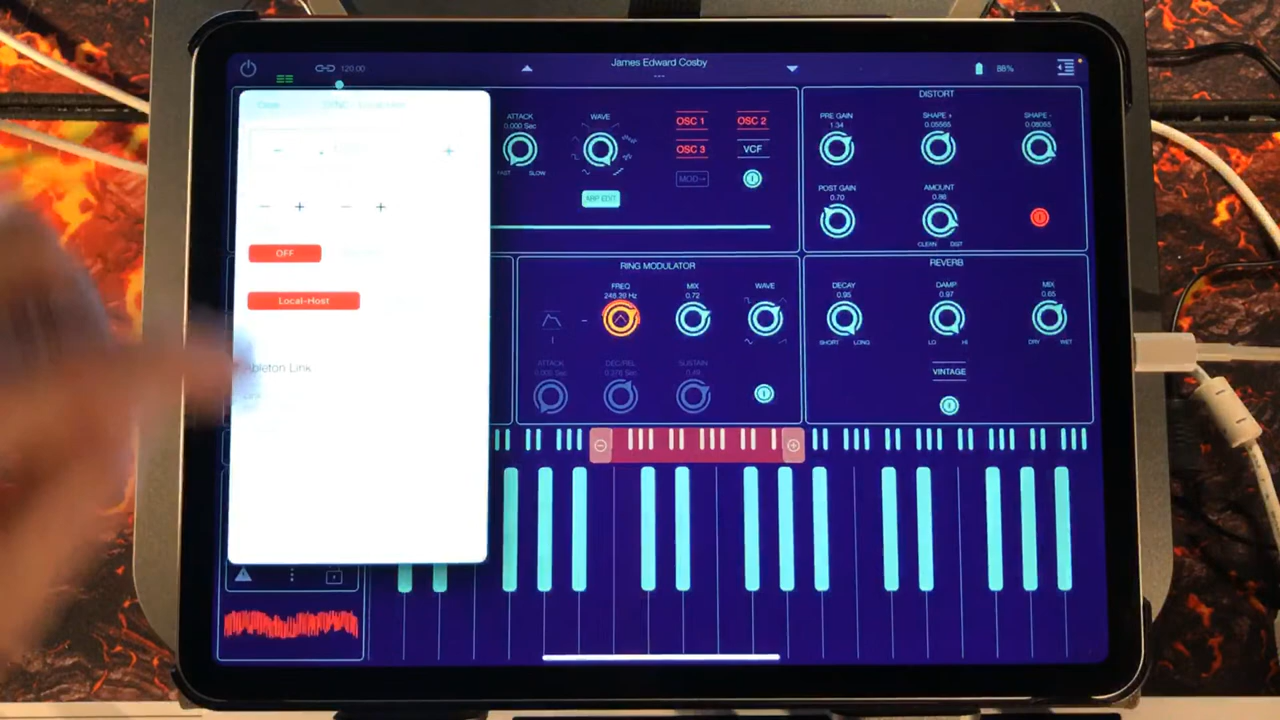 120.00
James Edward Cosby
---
88%
ATTACK
0.000 Sec
FAST
SLOW
WAVE
ARP EXT
OSC 1
OSC 2
OSC 3
VCF
MOD
DISTORT
PRE GAIN
1.34
SHAPE +
0.05565
SHAPE -
0.08065
POST GAIN
0.70
AMOUNT
0.86
CLEAN
DIST
OFF
Local-Host
Ableton Link
RING MODULATOR
FREQ
248.20 Hz
MIX
0.72
WAVE
ATTACK
0.000 Sec
DEC/REL
SUSTAIN
REVERB
DECAY
0.95
SHORT
LONG
DAMP
0.97
LO
HI
MIX
0.65
DRY
WET
VINTAGE